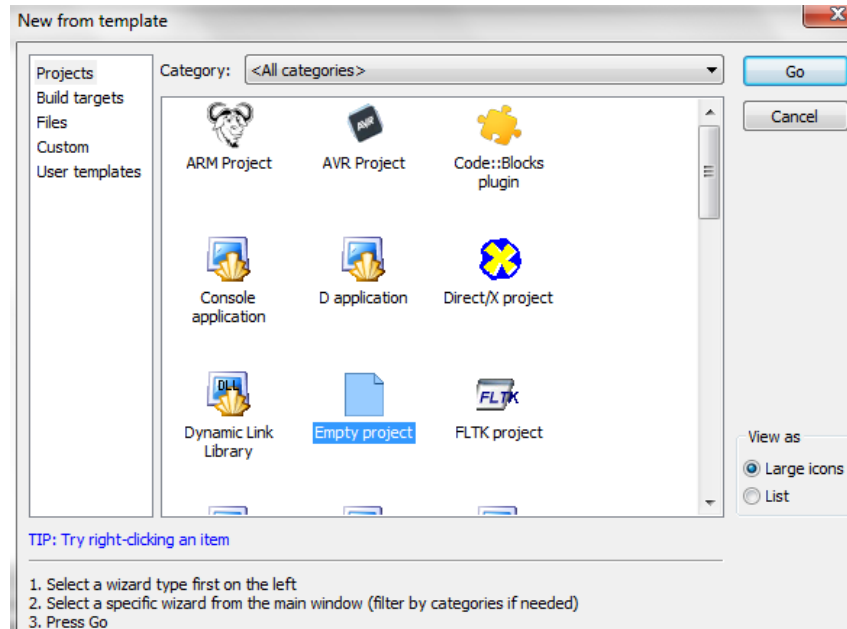 New from template
Projects
Build targets
Files
Custom
User templates
Category: <All categories>
Go
Cancel
ARM Project
AVR
AVR Project
Code::Blocks
plugin
Console
application
D application
Direct/X project
DLL
Dynamic Link
Library
Empty project
FLTK
FLTK project
View as
Large icons
List
TIP: Try right-clicking an item
1. Select a wizard type first on the left
2. Select a specific wizard from the main window (filter by categories if needed)
3. Press Go